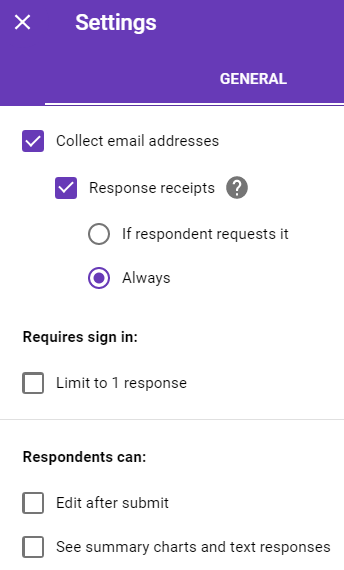 Settings
GENERAL
Collect email addresses
Response receipts ?
If respondent requests it
Always
Requires sign in:
Limit to 1 response
Respondents can:
Edit after submit
See summary charts and text responses